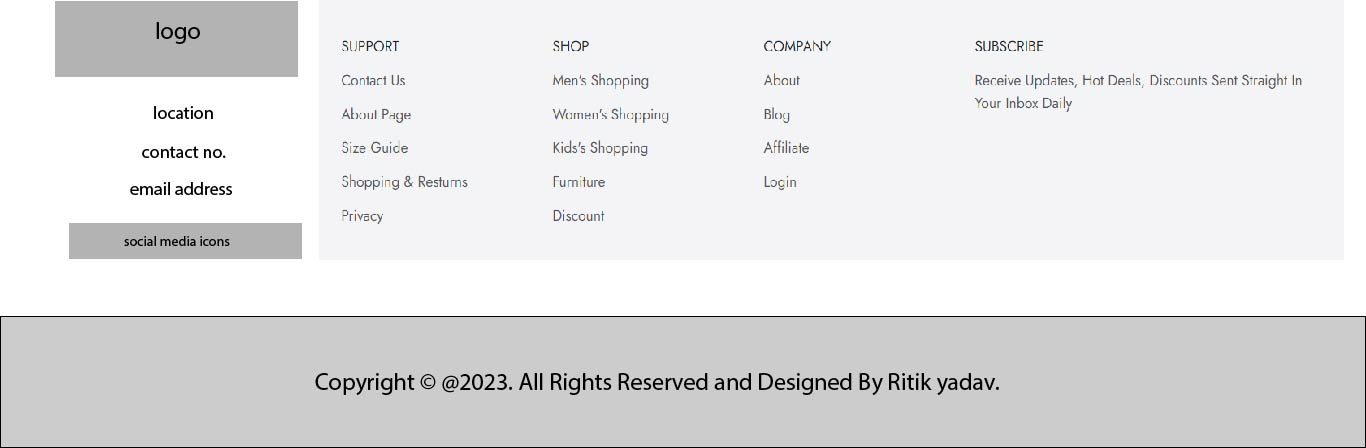 logo
location
contact no.
email address
social media icons
SUPPORT
Contact Us
About Page
Size Guide
Shopping & Resturns
Privacy
SHOP
Men's Shopping
Women's Shopping
Kids's Shopping
Furniture
Discount
COMPANY
About
Blog
Affiliate
Login
SUBSCRIBE
Receive Updates, Hot Deals, Discounts Sent Straight In
Your Inbox Daily
Copyright © @2023. All Rights Reserved and Designed By Ritik yadav.